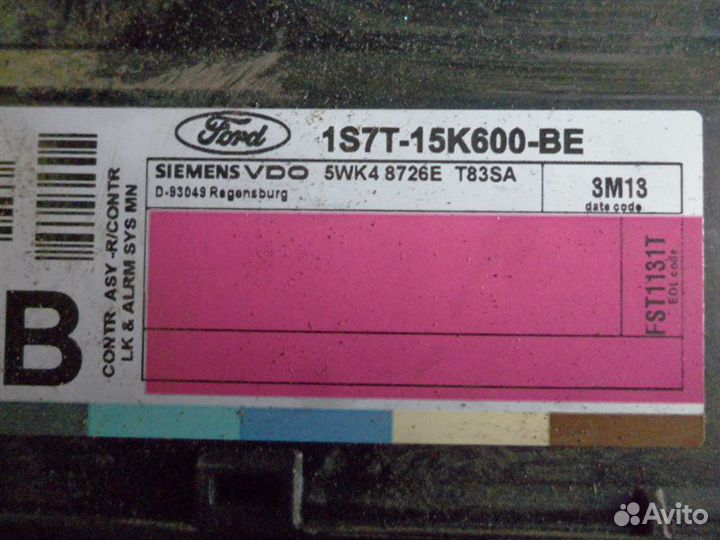 Ford 1S7T-15K600-BE
SIEMENS VDO 5WK4 8726E T83SA
D-93049 Regensburg
3M13
date code
FST1131T
EDL code
CONTR ASY -R/CONTR
LK & ALRM SYS MN
B
Avito